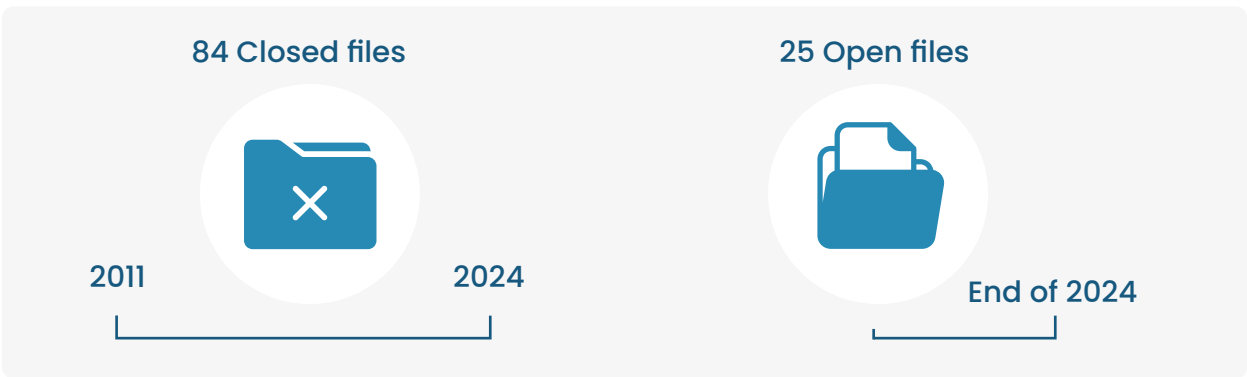 84 Closed files
25 Open files
2011
2024
End of 2024